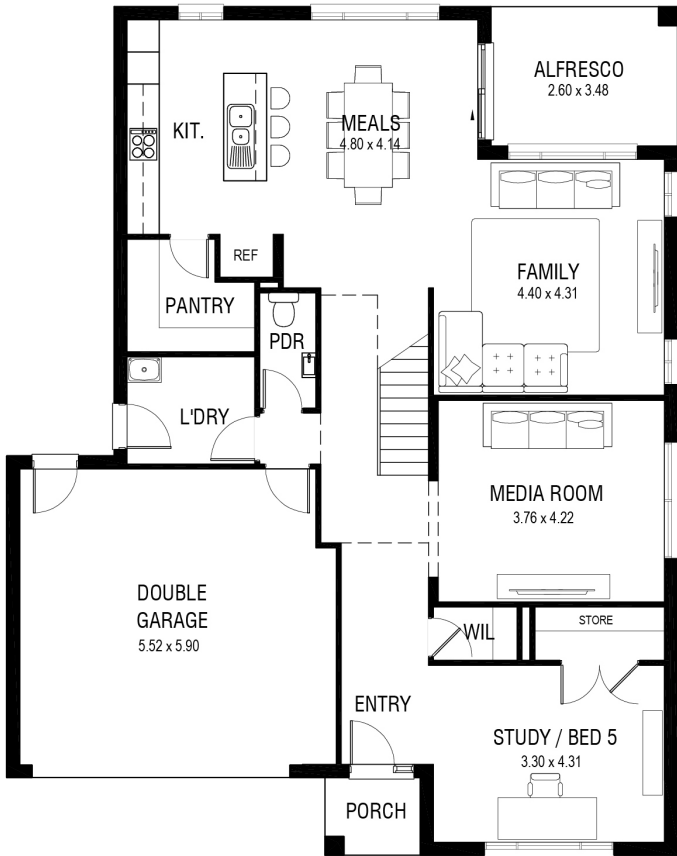 ALFRESCO
2.60 x 3.48
KIT.
MEALS
4.80 x 4.14
REF
FAMILY
4.40 x 4.31
PANTRY
PDR
L'DRY
MEDIA ROOM
3.76 x 4.22
DOUBLE
GARAGE
5.52 x 5.90
WIL
STORE
ENTRY
STUDY / BED 5
3.30 x 4.31
PORCH